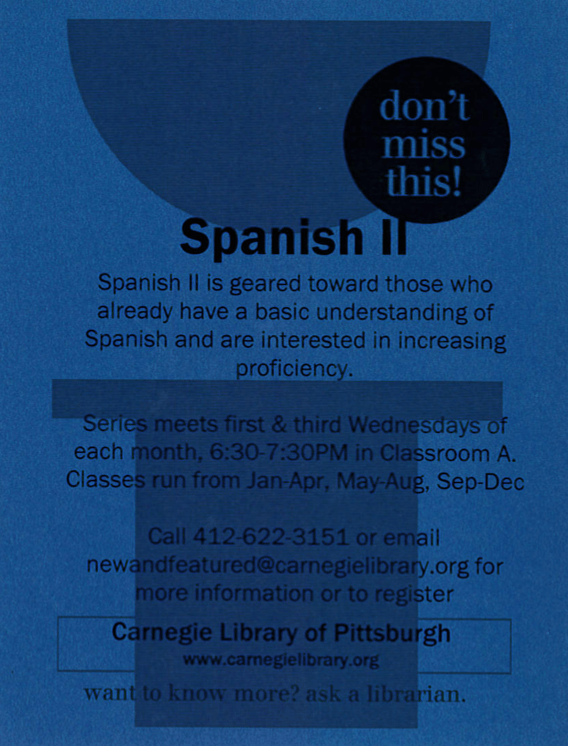 don't
miss
this!
Spanish II
Spanish II is geared toward those who
already have a basic understanding of
Spanish and are interested in increasing
proficiency.
Series meets first & third Wednesdays of
each month, 6:30-7:30PM in Classroom A.
Classes run from Jan-Apr, May-Aug, Sep-Dec
Call 412-622-3151 or email
newandfeatured@carnegielibrary.org for
more information or to register
Carnegie Library of Pittsburgh
www.carnegielibrary.org
want to know more? ask a librarian.